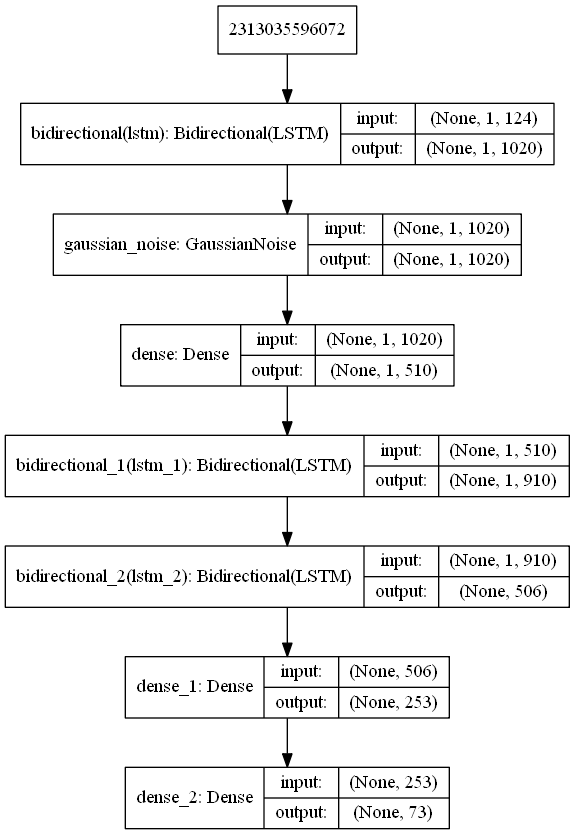 2313035596072
bidirectional(lstm): Bidirectional(LSTM)
input: (None, 1, 124)
output: (None, 1, 1020)
gaussian_noise: GaussianNoise
input: (None, 1, 1020)
output: (None, 1, 1020)
dense: Dense
input: (None, 1, 1020)
output: (None, 1, 510)
bidirectional_1(lstm_1): Bidirectional(LSTM)
input: (None, 1, 510)
output: (None, 1, 910)
bidirectional_2(lstm_2): Bidirectional(LSTM)
input: (None, 1, 910)
output: (None, 506)
dense_1: Dense
input: (None, 506)
output: (None, 253)
dense_2: Dense
input: (None, 253)
output: (None, 73)